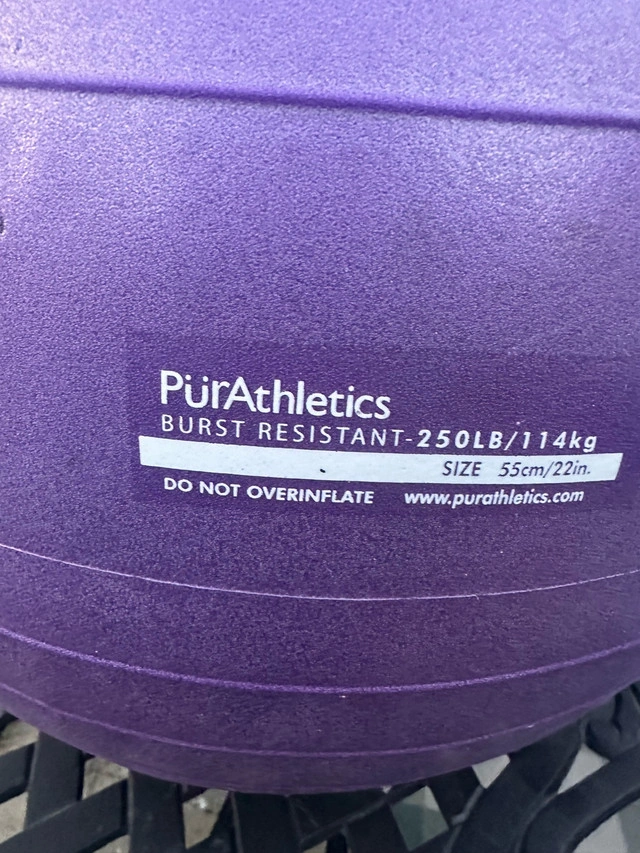 PürAthletics
BURST RESISTANT-250LB/114kg
SIZE 55cm/22in.
DO NOT OVERINFLATE www.purathletics.com